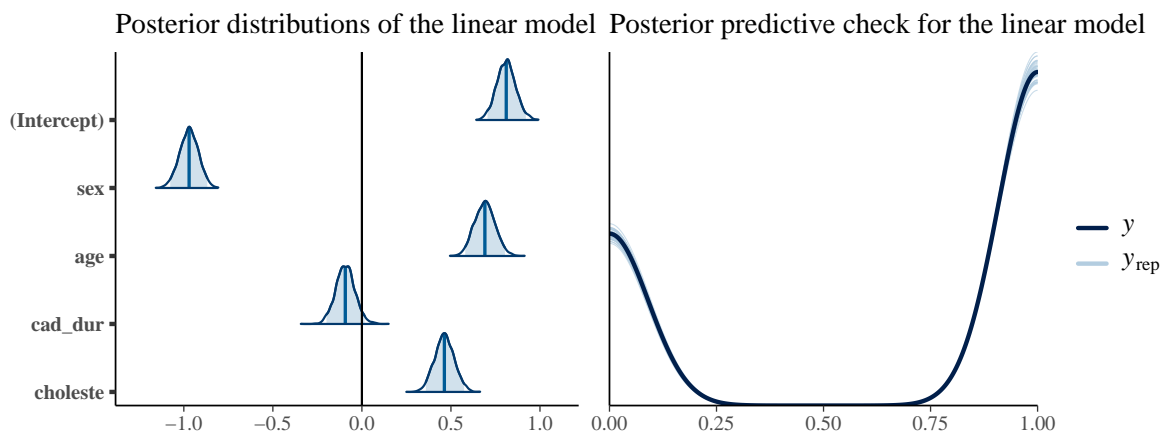 Posterior distributions of the linear model
(Intercept)
sex
age
cad_dur
choleste
−1.0 −0.5 0.0 0.5 1.0
Posterior predictive check for the linear model
0.00 0.25 0.50 0.75 1.00
y
yrep